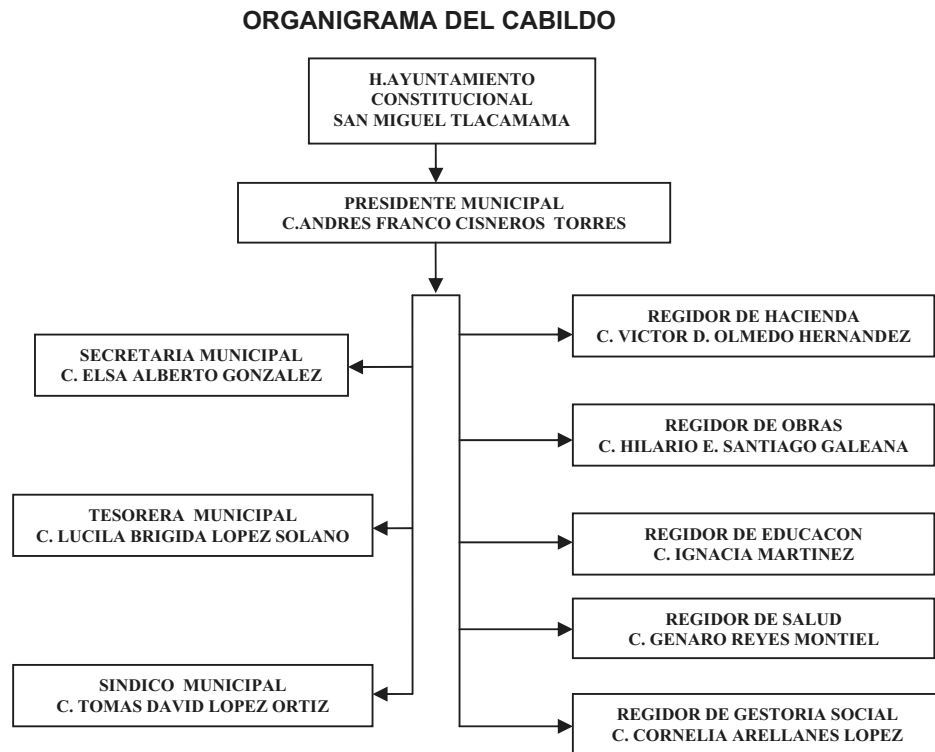 ORGANIGRAMA DEL CABILDO
H.AYUNTAMIENTO
CONSTITUCIONAL
SAN MIGUEL TLACAMAMA
PRESIDENTE MUNICIPAL
C.ANDRES FRANCO CISNEROS TORRES
SECRETARIA MUNICIPAL
C. ELSA ALBERTO GONZALEZ
TESORERA MUNICIPAL
C. LUCILA BRIGIDA LOPEZ SOLANO
SINDICO MUNICIPAL
C. TOMAS DAVID LOPEZ ORTIZ
REGIDOR DE HACIENDA
C. VICTOR D. OLMEDO HERNANDEZ
REGIDOR DE OBRAS
C. HILARIO E. SANTIAGO GALEANA
REGIDOR DE EDUCACON
C. IGNACIA MARTINEZ
REGIDOR DE SALUD
C. GENARO REYES MONTIEL
REGIDOR DE GESTORIA SOCIAL
C. CORNELIA ARELLANES LOPEZ